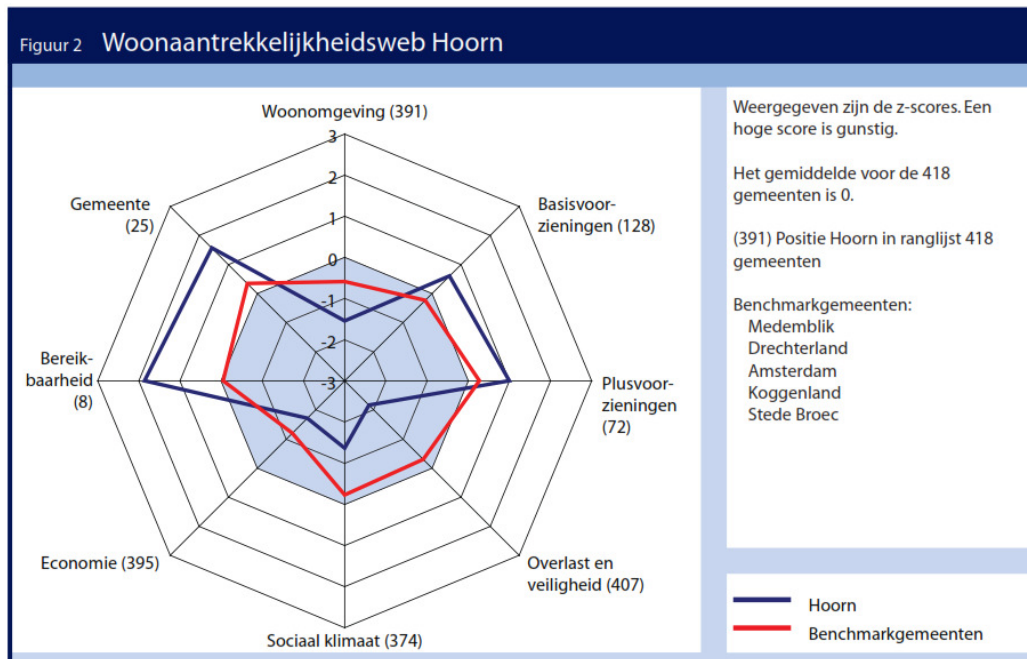 Figuur 2 Woonaantrekkelijkheidsweb Hoorn
Woonomgeving (391)
3
2
1
0
-1
-2
-3
Basisvoor-
zieningen (128)
Plusvoor-
zieningen
(72)
Overlast en
veiligheid (407)
Sociaal klimaat (374)
Economie (395)
Bereik-
baarheid
(8)
Gemeente
(25)
Weergegeven zijn de z-scores. Een
hoge score is gunstig.
Het gemiddelde voor de 418
gemeenten is 0.
(391) Positie Hoorn in ranglijst 418
gemeenten
Benchmarkgemeenten:
Medemblik
Drechterland
Amsterdam
Koggenland
Stede Broec
Hoorn
Benchmarkgemeenten